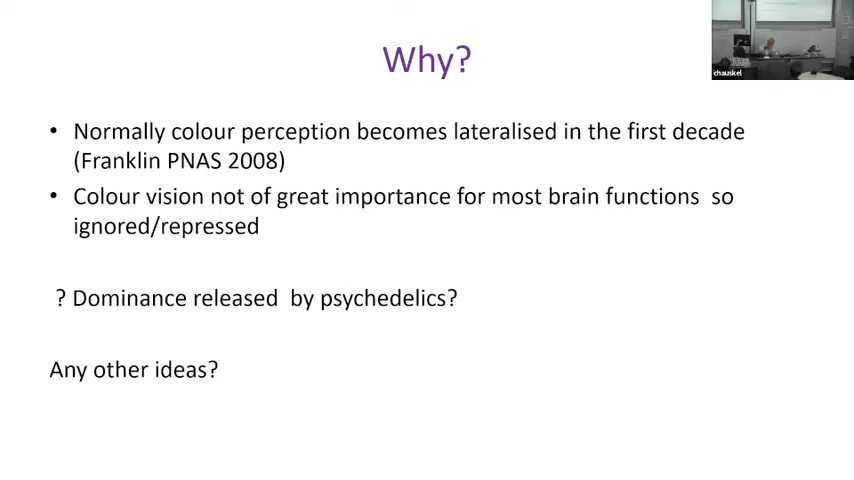 Why?
chauskel
• Normally colour perception becomes lateralised in the first decade
(Franklin PNAS 2008)
• Colour vision not of great importance for most brain functions  so
ignored/repressed
? Dominance released  by psychedelics?
Any other ideas?